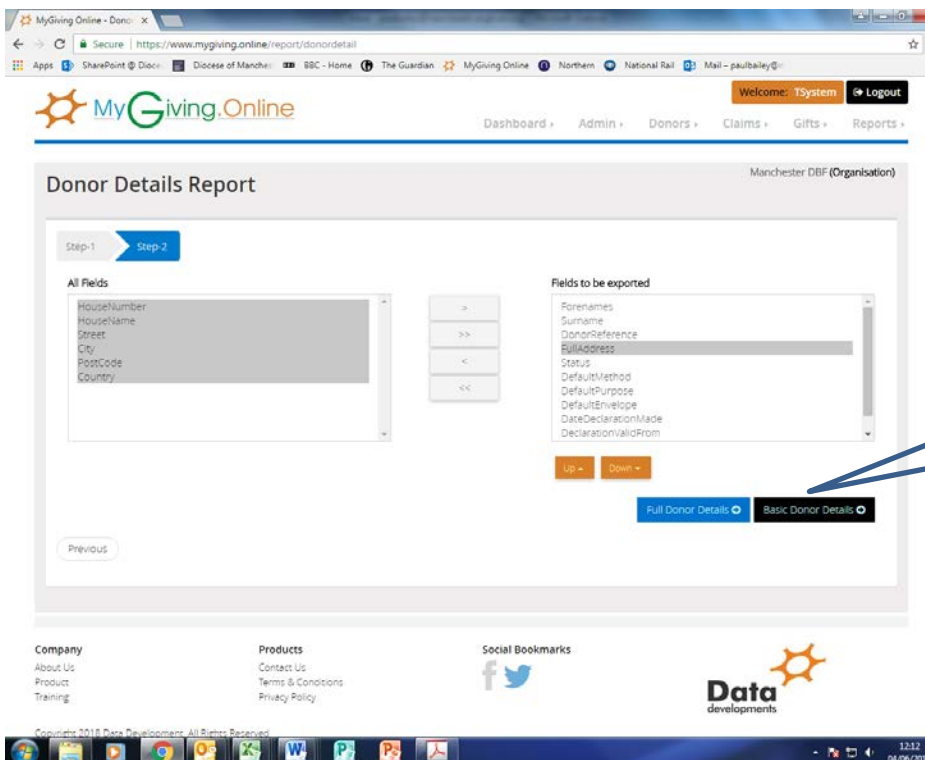 MyGiving Online - Dono
Secure | https://www.mygiving.online/report/donordetail
Apps SharePoint @ Dioce Diocese of Manches BBC - Home The Guardian MyGiving Online Northern National Rail Mail – paulbailey@
MyGiving.Online
Welcome: TSystem Logout
Dashboard Admin Donors Claims Gifts Reports
Donor Details Report
Manchester DBF (Organisation)
Step-1 Step-2
All Fields
HouseNumber
HouseName
Street
City
PostCode
Country
>
>>
<
<<
Fields to be exported
Forenames
Surname
DonorReference
FullAddress
Status
DefaultMethod
DefaultPurpose
DefaultEnvelope
DateDeclarationMade
DeclarationValidFrom
Up Down
Full Donor Details Basic Donor Details
Previous
Company
About Us
Product
Training
Products
Contact Us
Terms & Conditions
Privacy Policy
Social Bookmarks
Data
developments
Copyright 2018 Data Development. All Rights Reserved
12:12
04/06/201